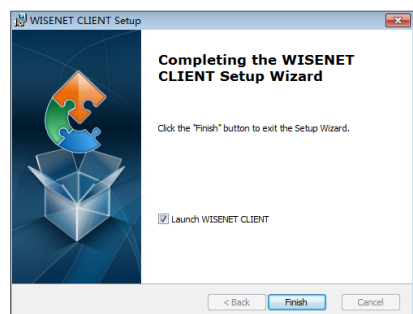 WISENET CLIENT Setup
Completing the WISENET
CLIENT Setup Wizard
Click the "Finish" button to exit the Setup Wizard.
Launch WISENET CLIENT
< Back
Finish
Cancel